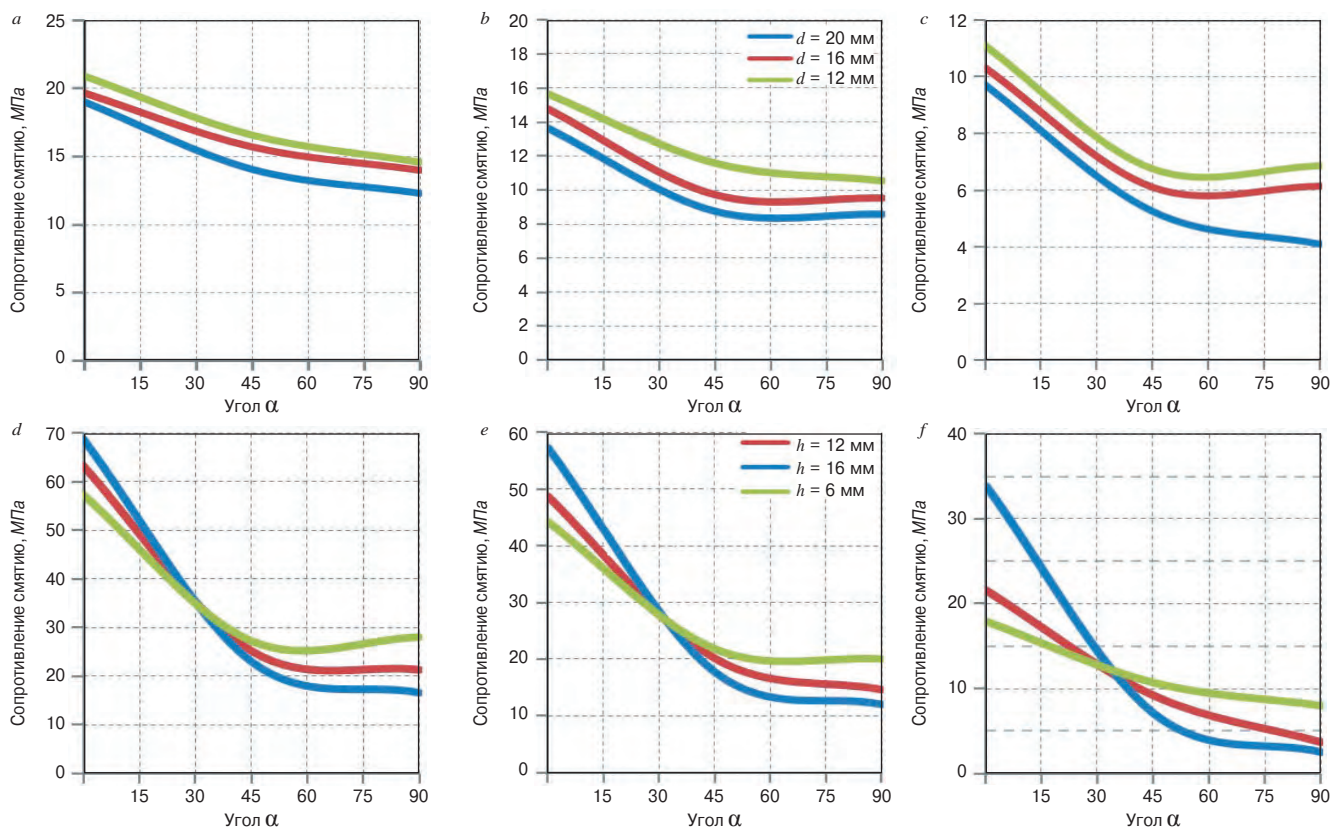 a
25
20
15
10
5
0
Сопротивление смятию, МПа
15 30 45 60 75 90
Угол α
b
20
18
16
14
12
10
8
6
4
2
0
Сопротивление смятию, МПа
d = 20 мм
d = 16 мм
d = 12 мм
15 30 45 60 75 90
Угол α
c
12
10
8
6
4
2
0
Сопротивление смятию, МПа
15 30 45 60 75 90
Угол α
d
70
60
50
40
30
20
10
0
Сопротивление смятию, МПа
15 30 45 60 75 90
Угол α
e
60
50
40
30
20
10
0
Сопротивление смятию, МПа
h = 12 мм
h = 16 мм
h = 6 мм
15 30 45 60 75 90
Угол α
f
40
30
20
10
0
Сопротивление смятию, МПа
15 30 45 60 75 90
Угол α